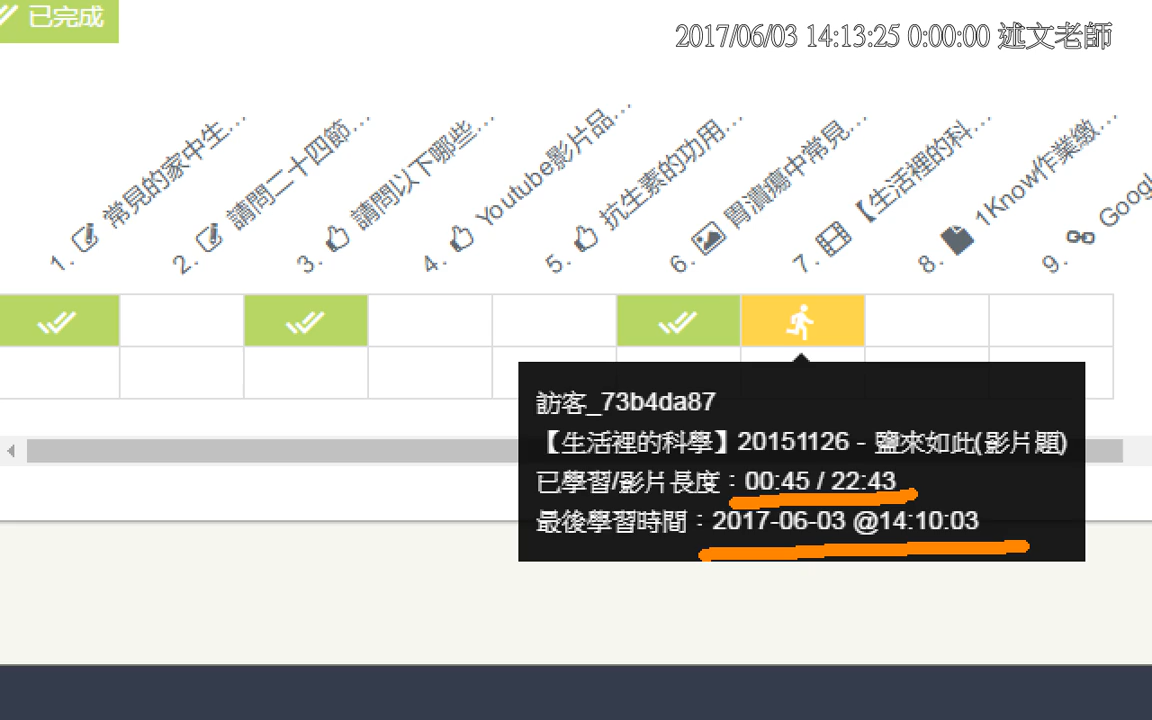 已完成
2017/06/03 14:13:25 0:00:00 述文老師
1. 常見的家中生...
2. 請問二十四節...
3. 請問以下哪些...
4. Youtube影片品...
5. 抗生素的功用...
6. 胃潰瘍中常見...
7. 【生活裡的科...
8. 1Know作業繳...
9. Googl
訪客_73b4da87
【生活裡的科學】20151126 - 鹽來如此(影片題)
已學習/影片長度：00:45 / 22:43
最後學習時間：2017-06-03 @14:10:03